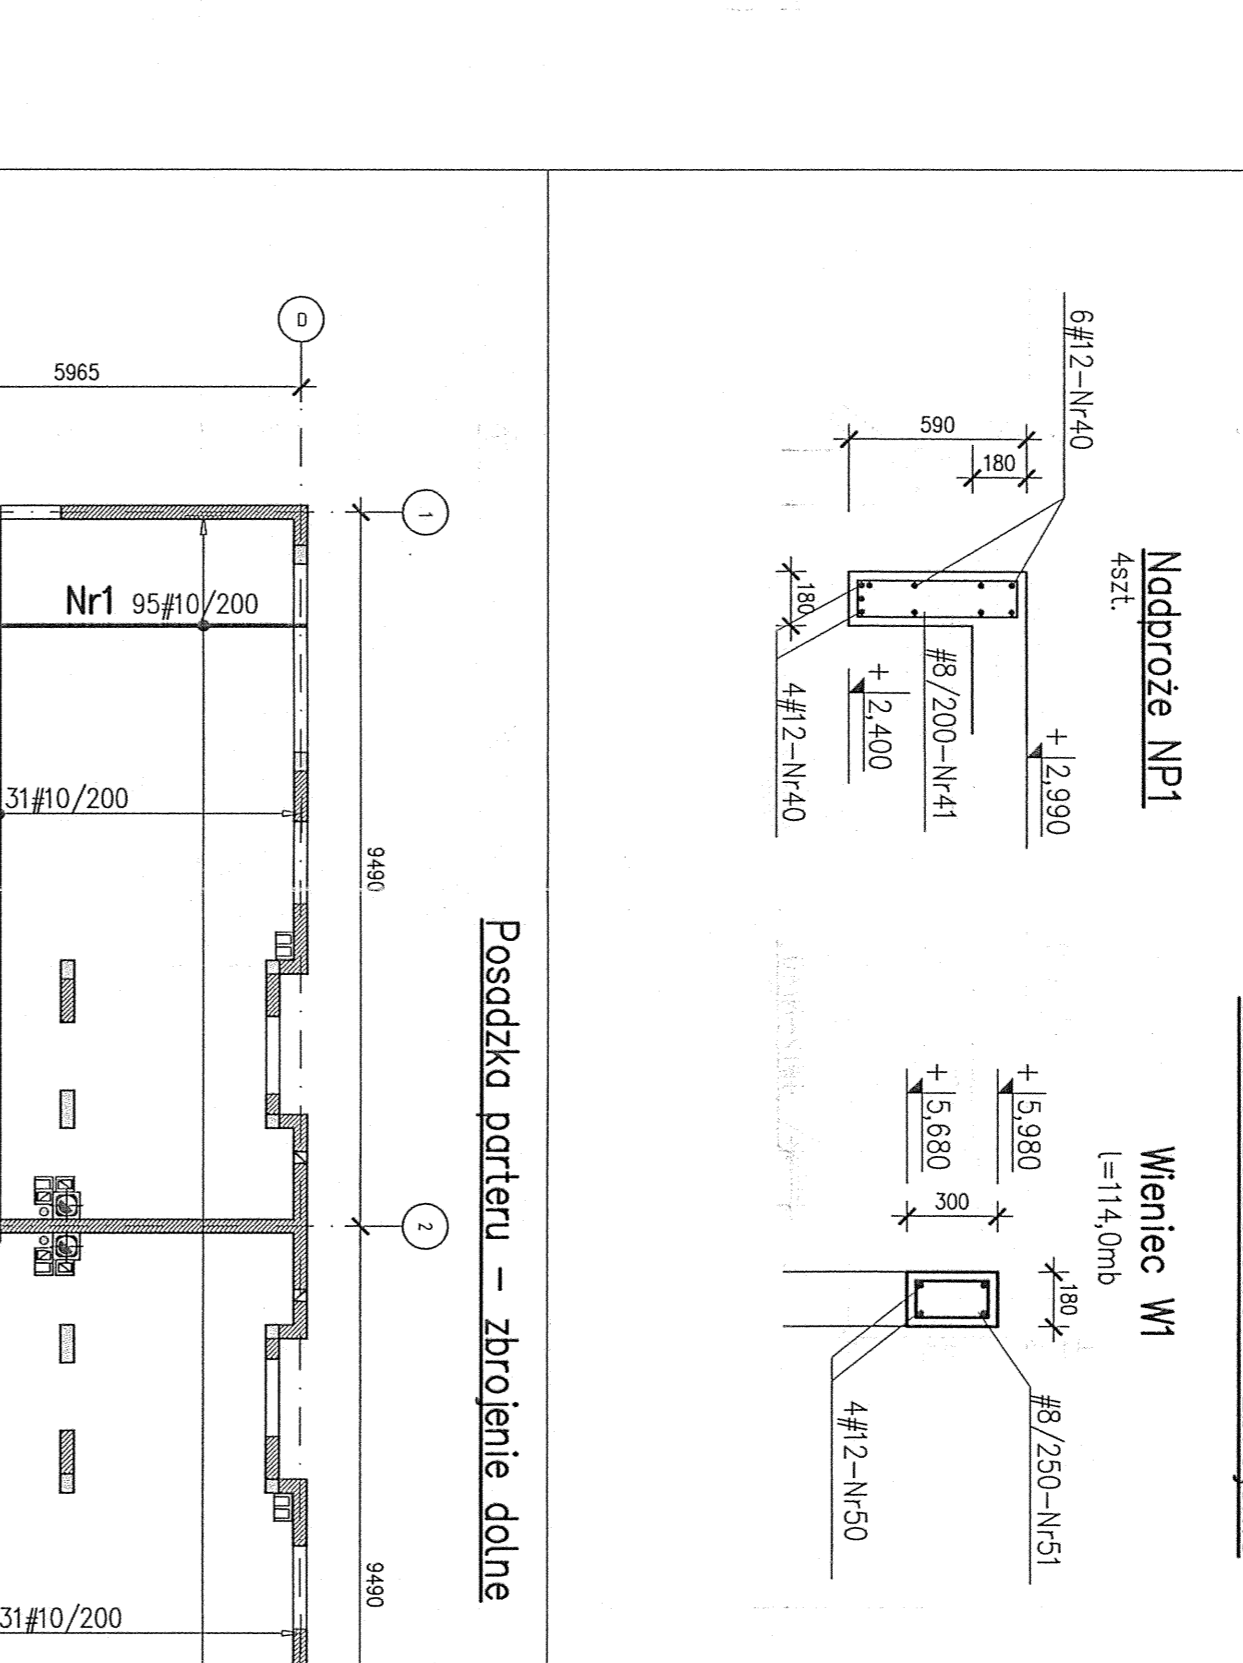 Nadproże NP1
4szt.
6#12-Nr40
590
180
180
#8/200-Nr41
4#12-Nr40
+2,400
+2,990
Wieniec W1
l=114,0mb
+5,980
+5,680
300
180
#8/250-Nr51
4#12-Nr50
Posadzka parteru - zbrojenie dolne
D
5965
1
Nr1 95#10/200
31#10/200
9490
2
9490
31#10/200